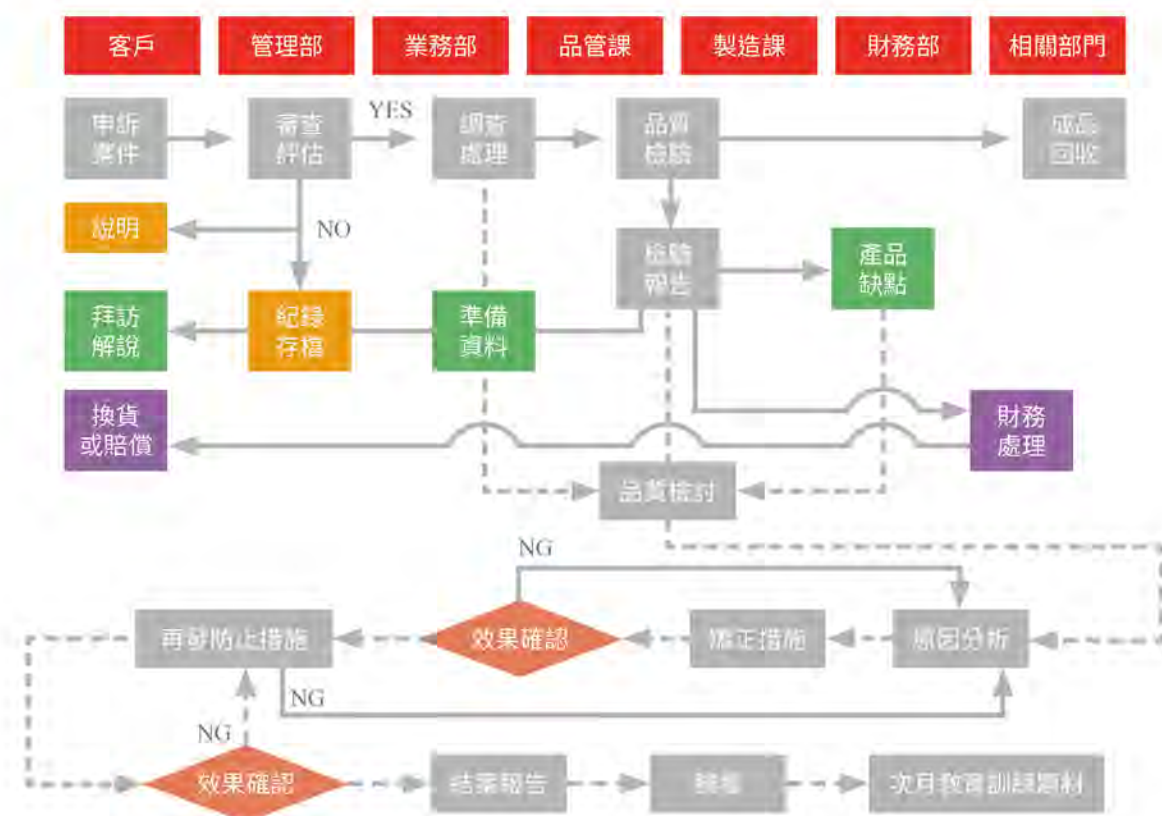 客戶
管理部
業務部
品管課
製造課
財務部
相關部門
申訴
案件
審查
評估
YES
調查
處理
品質
檢驗
成品
回收
說明
NO
檢驗
報告
產品
缺點
拜訪
解說
紀錄
存檔
準備
資料
換貨
或賠償
財務
處理
品質檢討
NG
再發防止措施
效果確認
矯正措施
原因分析
NG
NG
效果確認
結案報告
次月教育訓練題材